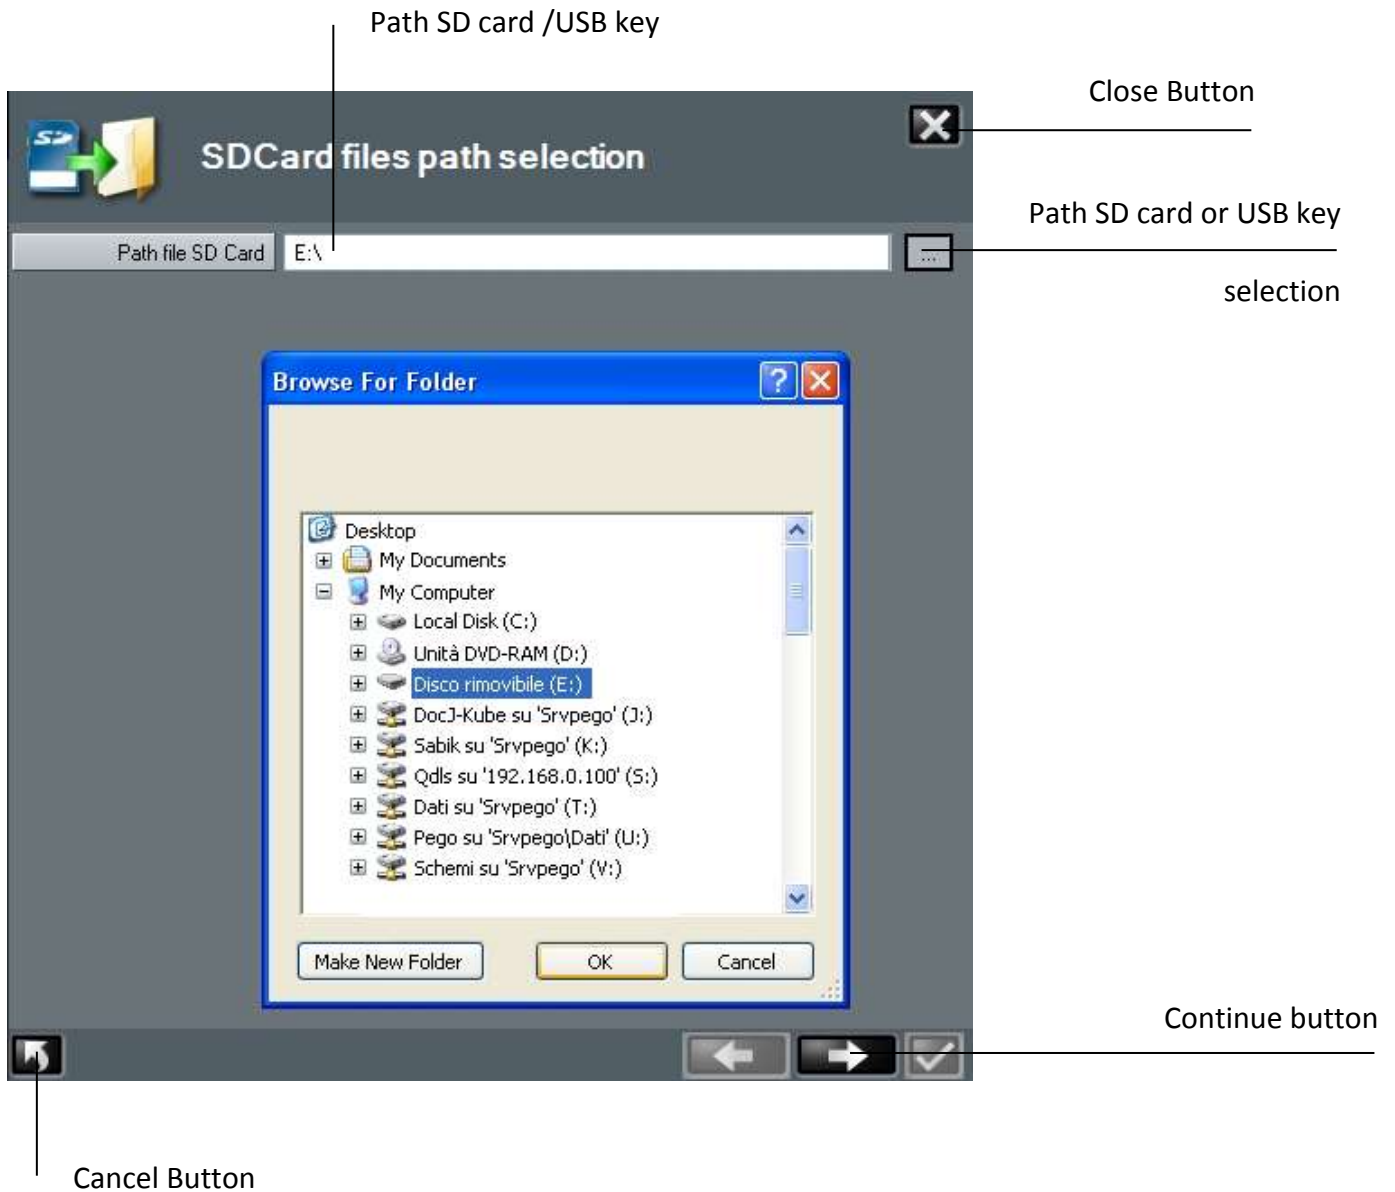 Path SD card /USB key
Close Button
SD
SDCard files path selection
Path SD card or USB key
selection
Path file SD Card
E:\
...
Browse For Folder
?
Desktop
My Documents
My Computer
Local Disk (C:)
Unità DVD-RAM (D:)
Disco rimovibile (E:)
DocJ-Kube su 'Srvpego' (J:)
Sabik su 'Srvpego' (K:)
Qdls su '192.168.0.100' (S:)
Dati su 'Srvpego' (T:)
Pego su 'Srvpego\Dati' (U:)
Schemi su 'Srvpego' (V:)
Make New Folder
OK
Cancel
Continue button
Cancel Button